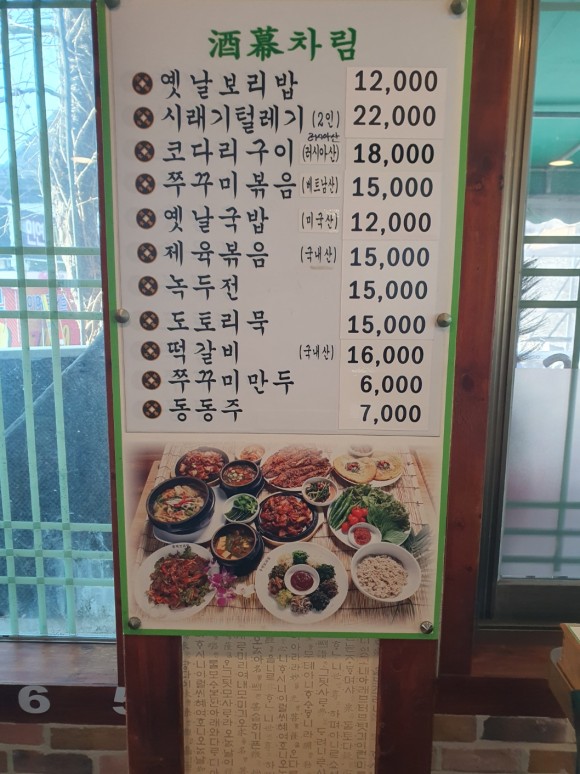 酒幕차림
옛날보리밥 12,000
시래기털레기 (2인) 22,000
코다리구이 (러시아산) 18,000
쭈꾸미볶음 (베트남산) 15,000
옛날국밥 (미국산) 12,000
제육볶음 (국내산) 15,000
녹두전 15,000
도토리묵 15,000
떡갈비 (국내산) 16,000
쭈꾸미만두 6,000
동동주 7,000
6 5